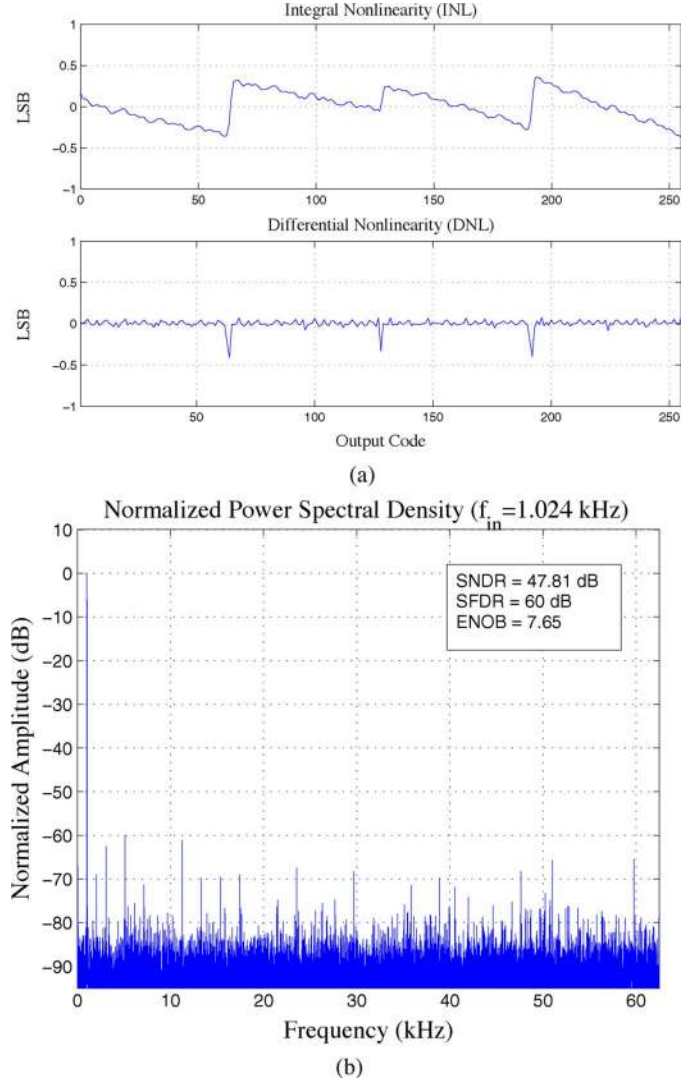 Integral Nonlinearity (INL)
LSB
1
0.5
0
−0.5
−1
0 50 100 150 200 250
Differential Nonlinearity (DNL)
LSB
1
0.5
0
−0.5
−1
50 100 150 200 250
Output Code
(a)
Normalized Power Spectral Density (f_in=1.024 kHz)
Normalized Amplitude (dB)
10
0
−10
−20
−30
−40
−50
−60
−70
−80
−90
SNDR = 47.81 dB
SFDR = 60 dB
ENOB = 7.65
0 10 20 30 40 50 60
Frequency (kHz)
(b)